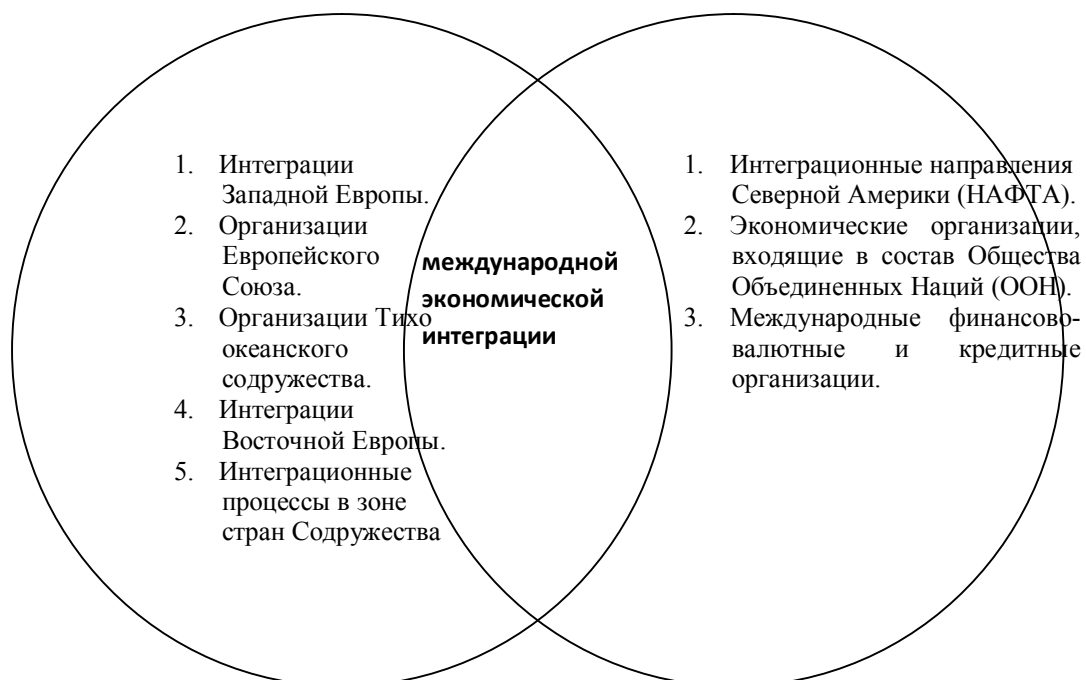 1. Интеграции
Западной Европы.
2. Организации
Европейского
Союза.
3. Организации Тихо
океанского
содружества.
4. Интеграции
Восточной Европы.
5. Интеграционные
процессы в зоне
стран Содружества
международной
экономической
интеграции
1. Интеграционные направления
Северной Америки (НАФТА).
2. Экономические организации,
входящие в состав Общества
Объединенных Наций (ООН).
3. Международные финансово-
валютные и кредитные
организации.